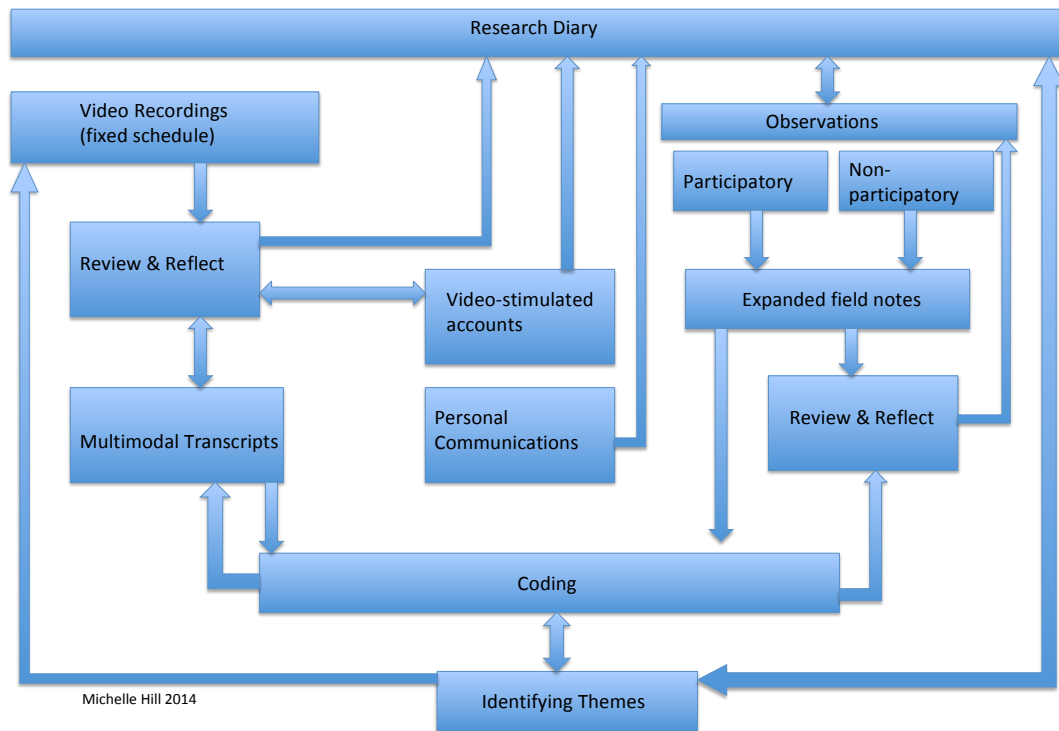 Research Diary
Video Recordings
(fixed schedule)
Observations
Participatory
Non-
participatory
Review & Reflect
Video-stimulated
accounts
Expanded field notes
Multimodal Transcripts
Personal
Communications
Review & Reflect
Coding
Identifying Themes
Michelle Hill 2014